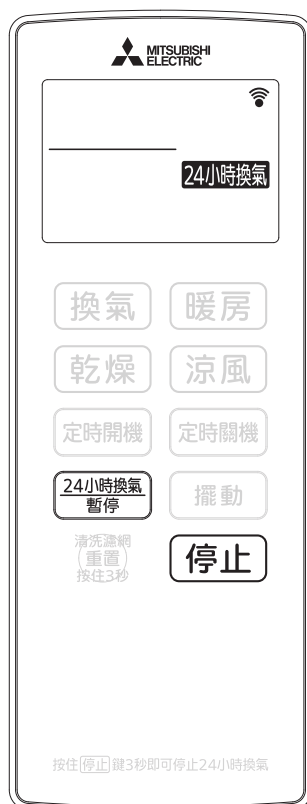 MITSUBISHI
ELECTRIC
24小時換氣
換氣
暖房
乾燥
涼風
定時開機
定時關機
24小時換氣
暫停
擺動
清洗濾網
重置
按住3秒
停止
按住停止鍵3秒即可停止24小時換氣